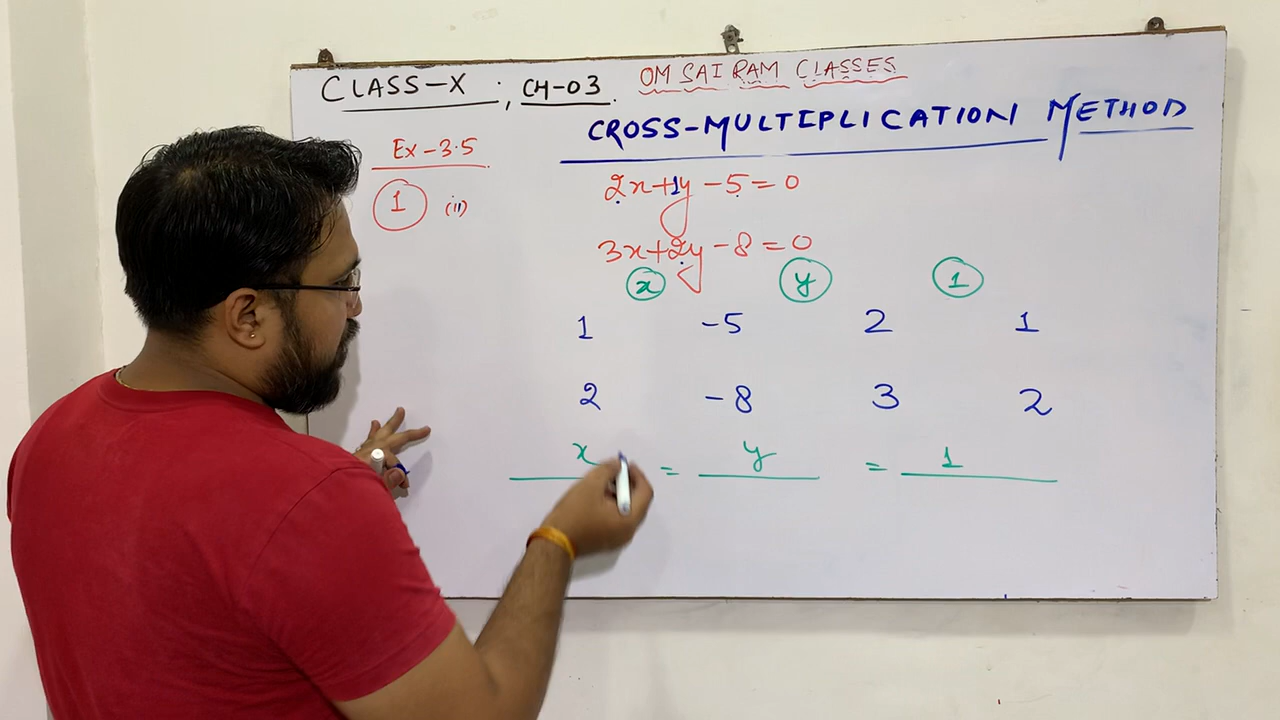 CLASS-X ; CH-03. OM SAI RAM CLASSES
CROSS-MULTIPLICATION METHOD
Ex-3.5
1 (ii)
2x+1y-5=0
3x+2y-8=0
x y 1
1 -5 2 1
2 -8 3 2
x = y = 1